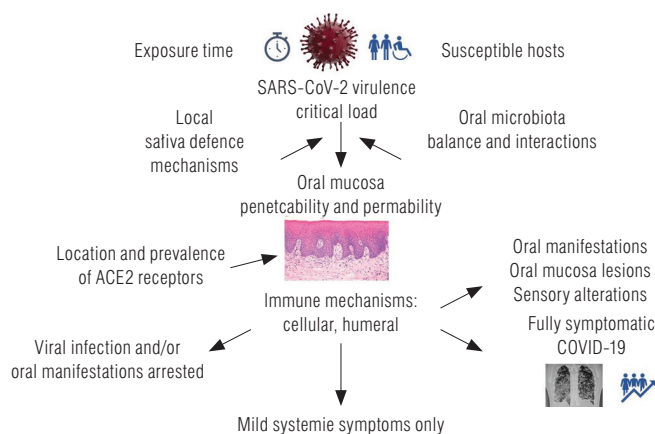 Exposure time
Susceptible hosts
SARS-CoV-2 virulence
critical load
Local
sativa defence
mechanisms
Oral microbiota
balance and interactions
Oral mucosa
penetcability and permability
Location and prevalence
of ACE2 receptors
Oral manifestations
Oral mucosa lesions
Sensory alterations
Immune mechanisms:
cellular, humeral
Fully symptomatic
COVID-19
Viral infection and/or
oral manifestations arrested
Mild systemie symptoms only